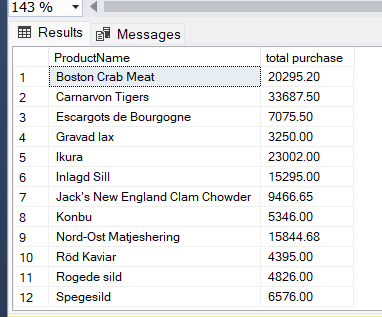 143 %
Results Messages
ProductName total purchase
1 Boston Crab Meat 20295.20
2 Carnarvon Tigers 33687.50
3 Escargots de Bourgogne 7075.50
4 Gravad lax 3250.00
5 Ikura 23002.00
6 Inlagd Sill 15295.00
7 Jack's New England Clam Chowder 9466.65
8 Konbu 5346.00
9 Nord-Ost Matjeshering 15844.68
10 Röd Kaviar 4395.00
11 Rogede sild 4826.00
12 Spegesild 6576.00